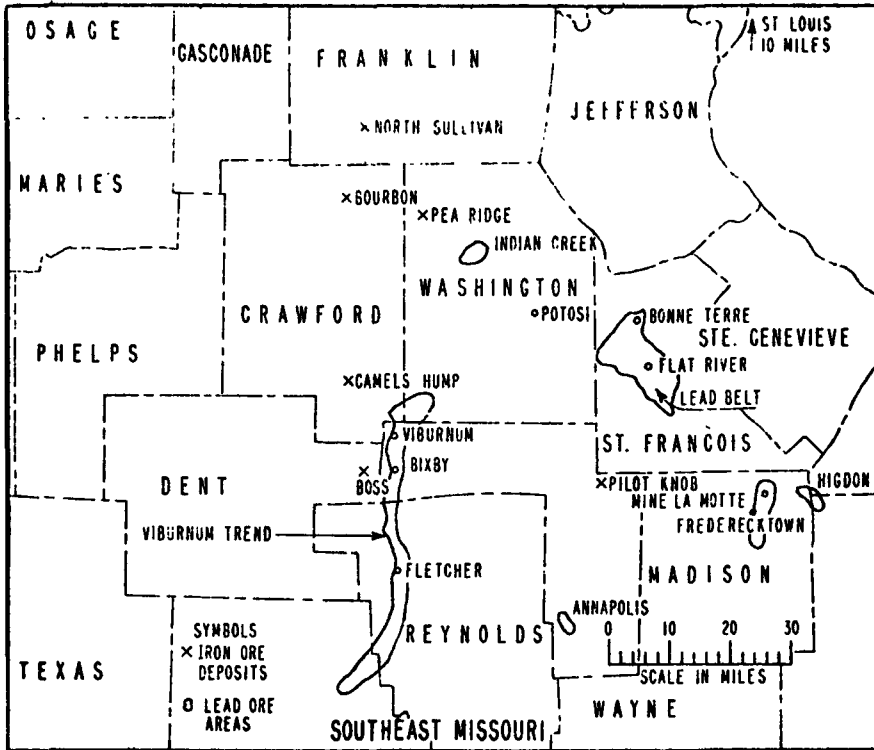 OSAGE
GASCONADE
FRANKLIN
ST LOUIS
10 MILES
JEFFERSON
NORTH SULLIVAN
MARIES
BOURBON
PEA RIDGE
INDIAN CREEK
WASHINGTON
CRAWFORD
POTOSI
BONNE TERRE
STE. GENEVIEVE
PHELPS
FLAT RIVER
CAMELS HUMP
LEAD BELT
VIBURNUM
ST. FRANCOIS
BIXBY
BOSS
DENT
PILOT KNOB
HIGDON
MINE LA MOTTE
FREDERECKTOWN
VIBURNUM TREND
FLETCHER
MADISON
ANNAPOLIS
REYNOLDS
0 10 20 30
SCALE IN MILES
SYMBOLS
× IRON ORE
DEPOSITS
TEXAS
LEAD ORE
AREAS
WAYNE
SOUTHEAST MISSOURI